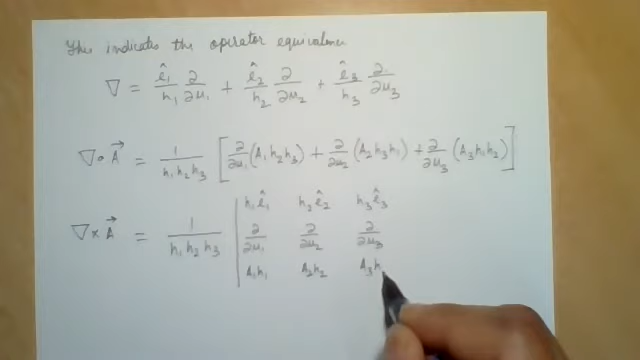 This indicates the operator equivalence
∇ = ê₁/h₁ ∂/∂u₁ + ê₂/h₂ ∂/∂u₂ + ê₃/h₃ ∂/∂u₃
∇∘A⃗ = 1/(h₁h₂h₃) [∂/∂u₁ (A₁h₂h₃) + ∂/∂u₂ (A₂h₃h₁) + ∂/∂u₃ (A₃h₁h₂)]
∇×A⃗ = 1/(h₁h₂h₃) | h₁ê₁ h₂ê₂ h₃ê₃
∂/∂u₁ ∂/∂u₂ ∂/∂u₃
A₁h₁ A₂h₂ A₃h